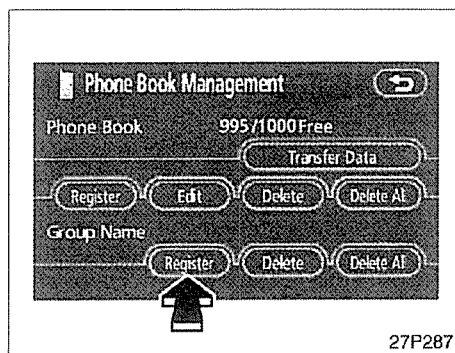 Phone Book Management
Phone Book 995/1000 Free
Transfer Data
Register Edit Delete Delete All
Group Name
Register Delete Delete All
27P287